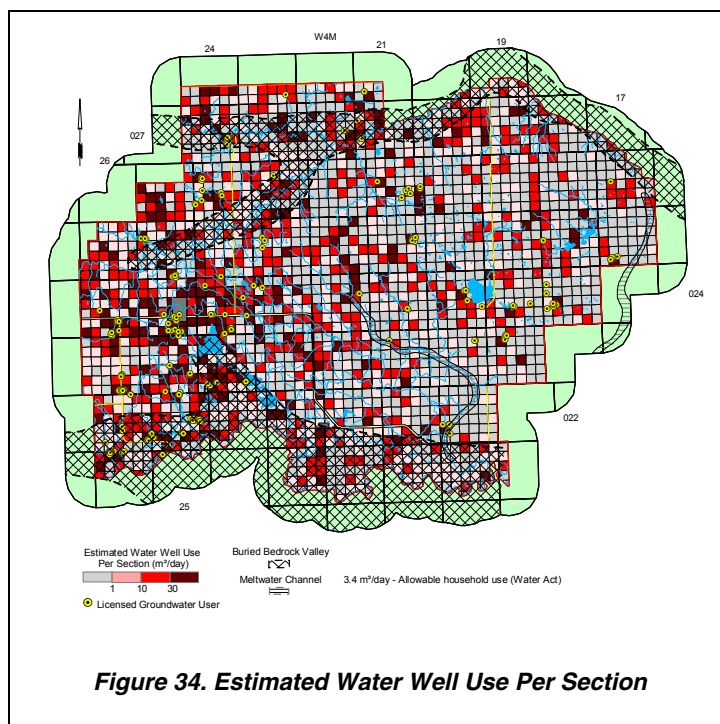 W4M
24
21
19
17
027
26
024
022
25
Estimated Water Well Use
Per Section (m³/day)
1 10 30
Licensed Groundwater User
Buried Bedrock Valley
Meltwater Channel
3.4 m³/day - Allowable household use (Water Act)
Figure 34. Estimated Water Well Use Per Section